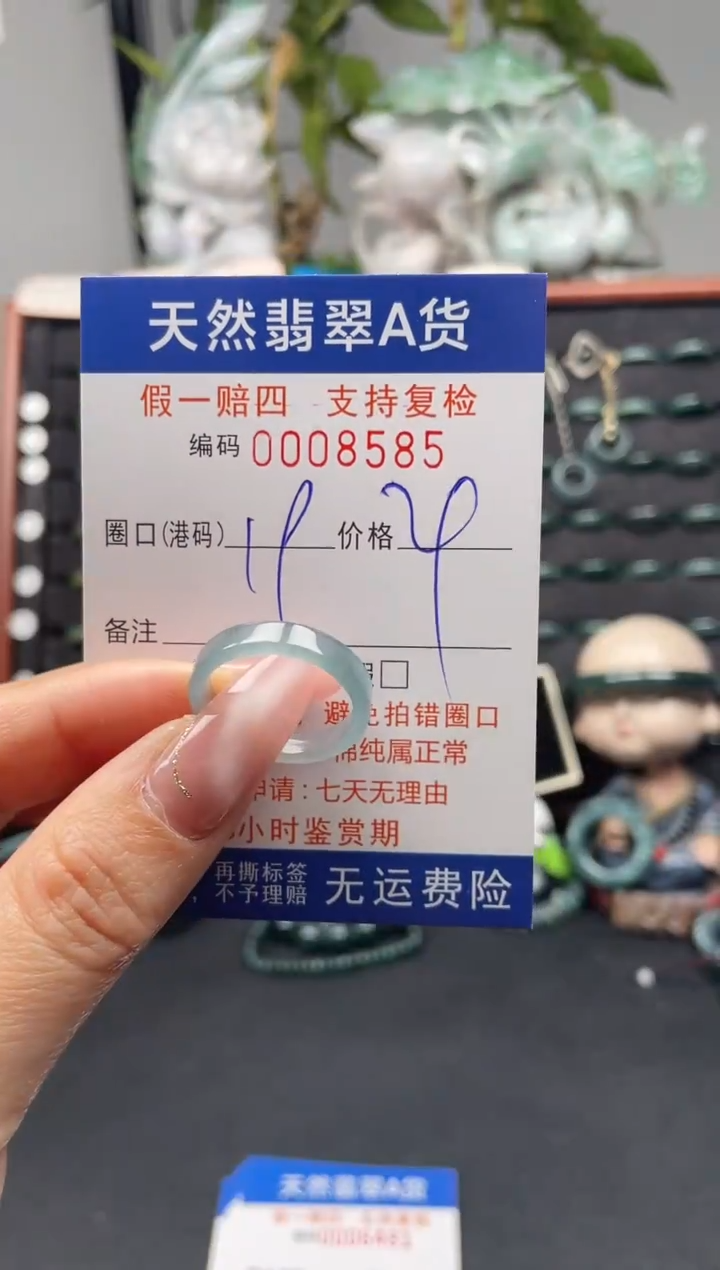 天然翡翠A货
假一赔四 支持复检
编码 0008585
圈口(港码) 价格
备注
避免拍错圈口
棉纯属正常
申请:七天无理由
小时鉴赏期
再撕标签
不予理赔
无运费险
天然翡翠A货